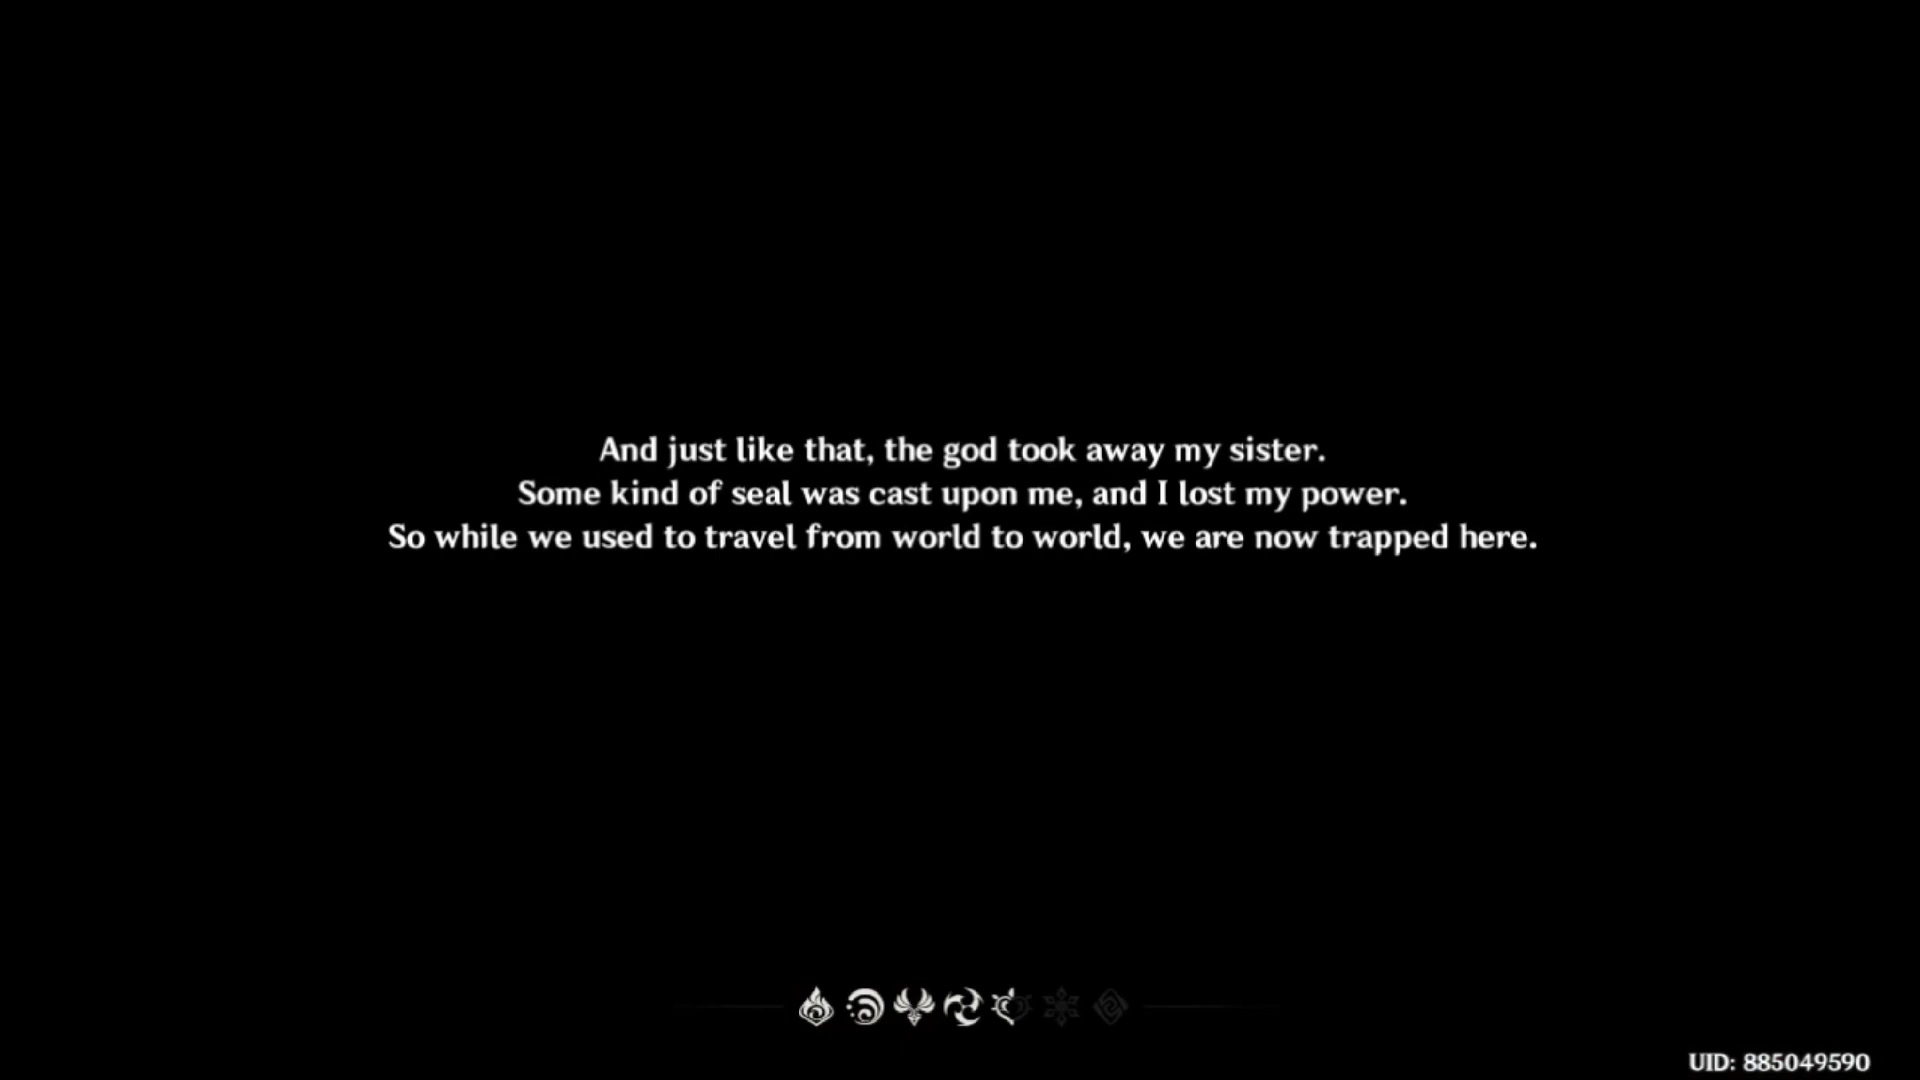 And just like that, the god took away my sister.
Some kind of seal was cast upon me, and I lost my power.
So while we used to travel from world to world, we are now trapped here.
UID: 885049590